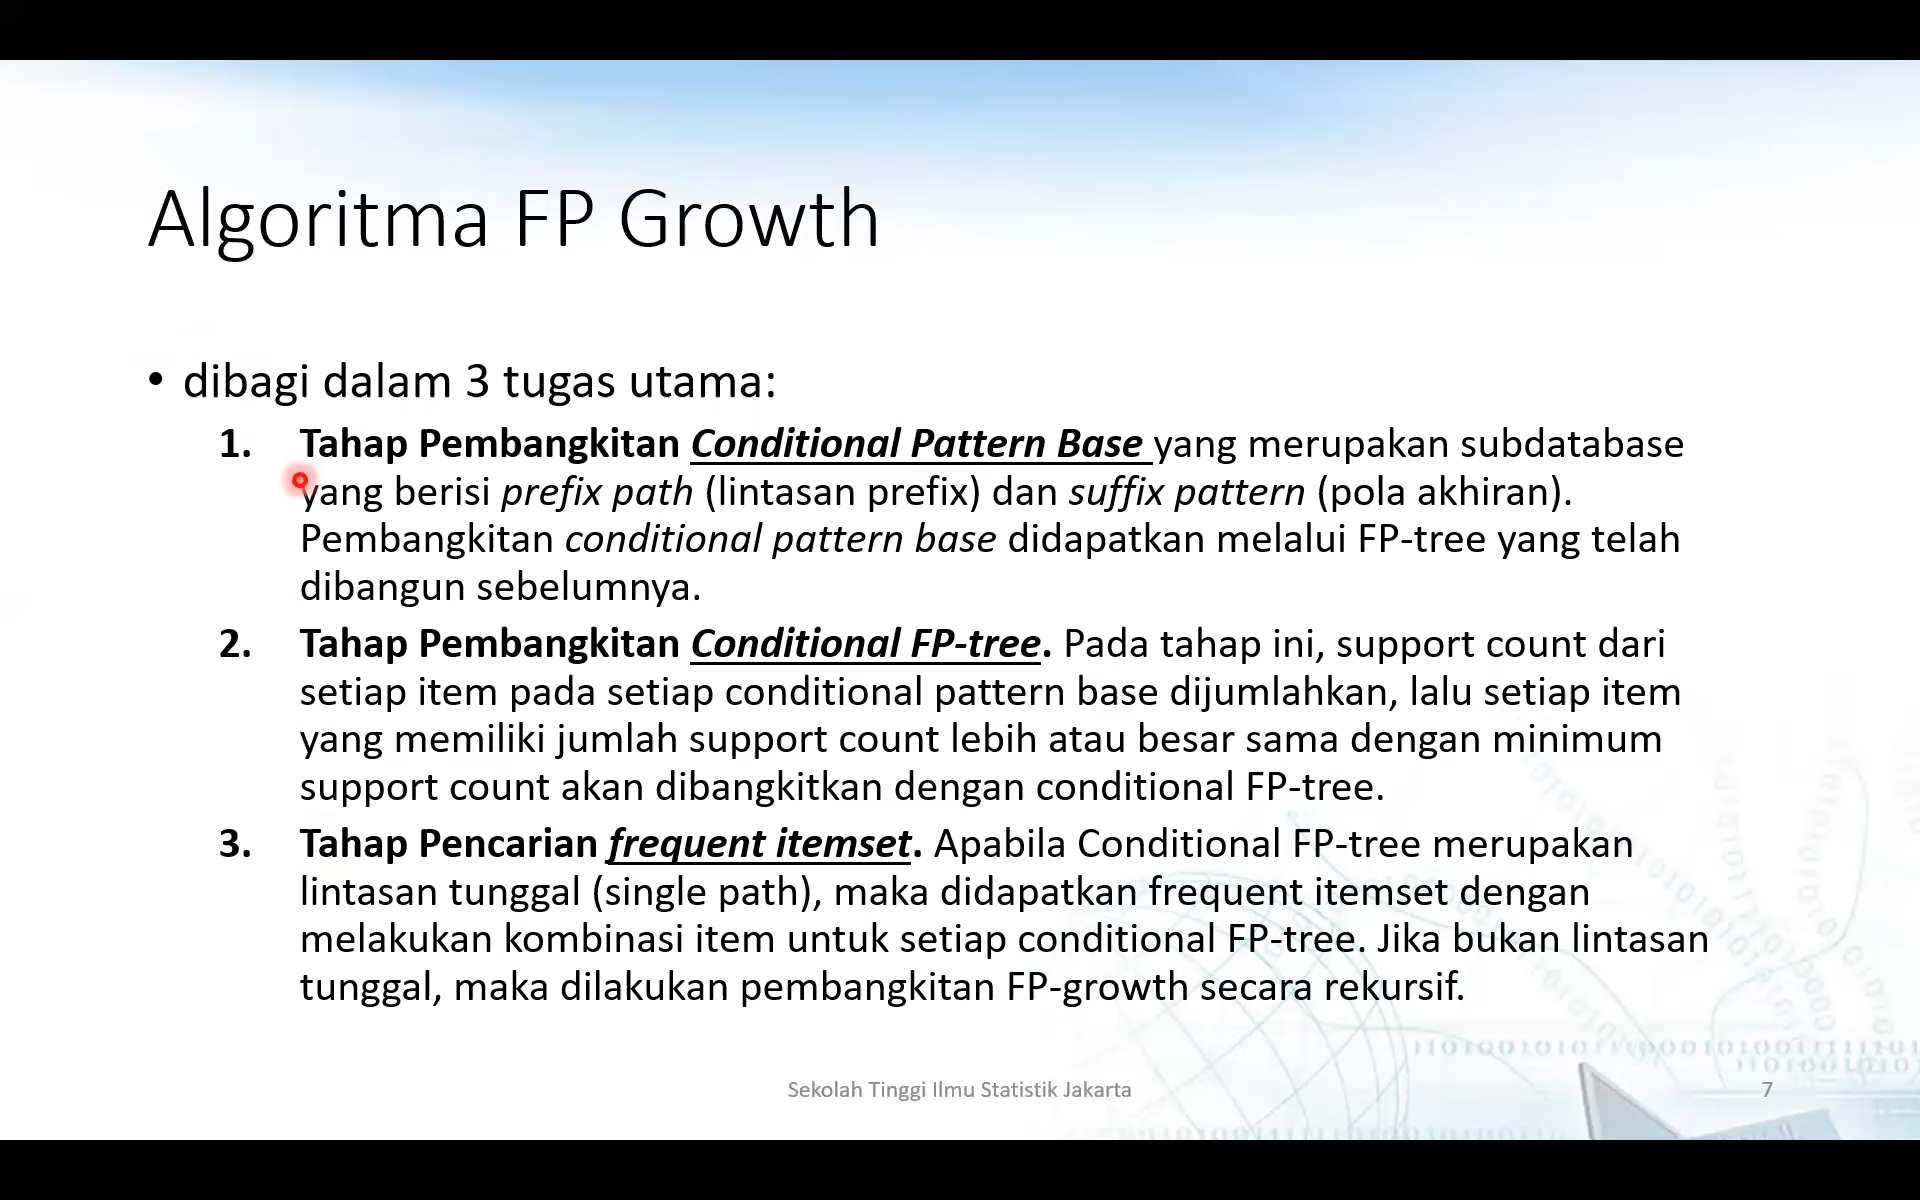 Algoritma FP Growth
• dibagi dalam 3 tugas utama:
1. Tahap Pembangkitan Conditional Pattern Base yang merupakan subdatabase
yang berisi prefix path (lintasan prefix) dan suffix pattern (pola akhiran).
Pembangkitan conditional pattern base didapatkan melalui FP-tree yang telah
dibangun sebelumnya.
2. Tahap Pembangkitan Conditional FP-tree. Pada tahap ini, support count dari
setiap item pada setiap conditional pattern base dijumlahkan, lalu setiap item
yang memiliki jumlah support count lebih atau besar sama dengan minimum
support count akan dibangkitkan dengan conditional FP-tree.
3. Tahap Pencarian frequent itemset. Apabila Conditional FP-tree merupakan
lintasan tunggal (single path), maka didapatkan frequent itemset dengan
melakukan kombinasi item untuk setiap conditional FP-tree. Jika bukan lintasan
tunggal, maka dilakukan pembangkitan FP-growth secara rekursif.
Sekolah Tinggi Ilmu Statistik Jakarta
7